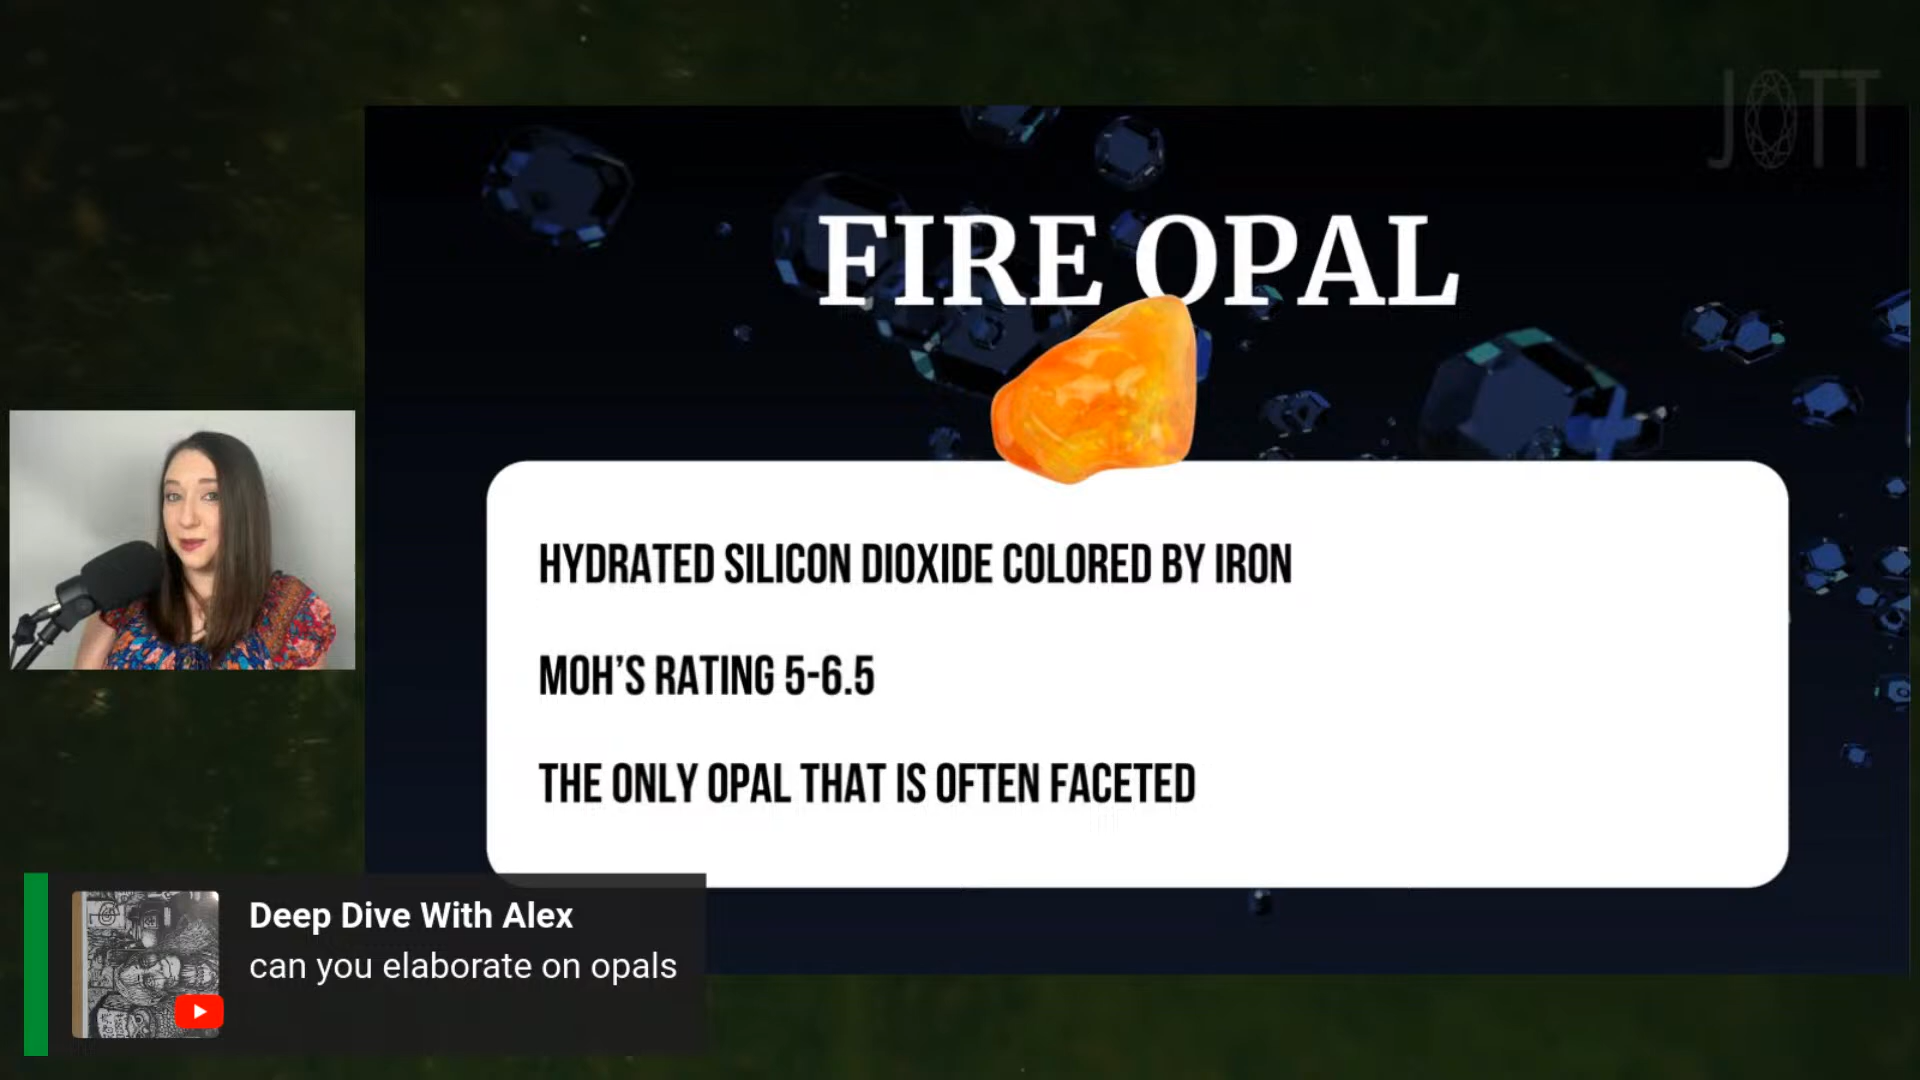 JOTT
FIRE OPAL
HYDRATED SILICON DIOXIDE COLORED BY IRON
MOH'S RATING 5-6.5
THE ONLY OPAL THAT IS OFTEN FACETED
Deep Dive With Alex
can you elaborate on opals